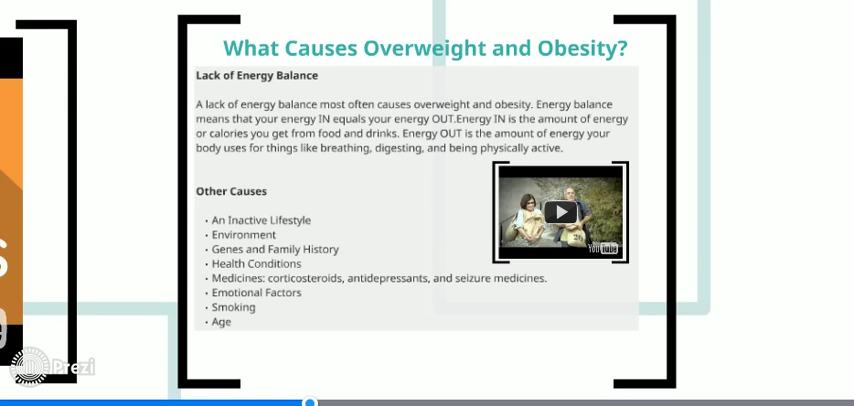 What Causes Overweight and Obesity?
Lack of Energy Balance
A lack of energy balance most often causes overweight and obesity. Energy balance
means that your energy IN equals your energy OUT.Energy IN is the amount of energy
or calories you get from food and drinks. Energy OUT is the amount of energy your
body uses for things like breathing, digesting, and being physically active.
Other Causes
• An Inactive Lifestyle
• Environment
• Genes and Family History
• Health Conditions
• Medicines: corticosteroids, antidepressants, and seizure medicines.
• Emotional Factors
• Smoking
• Age
YouTube
Prezi